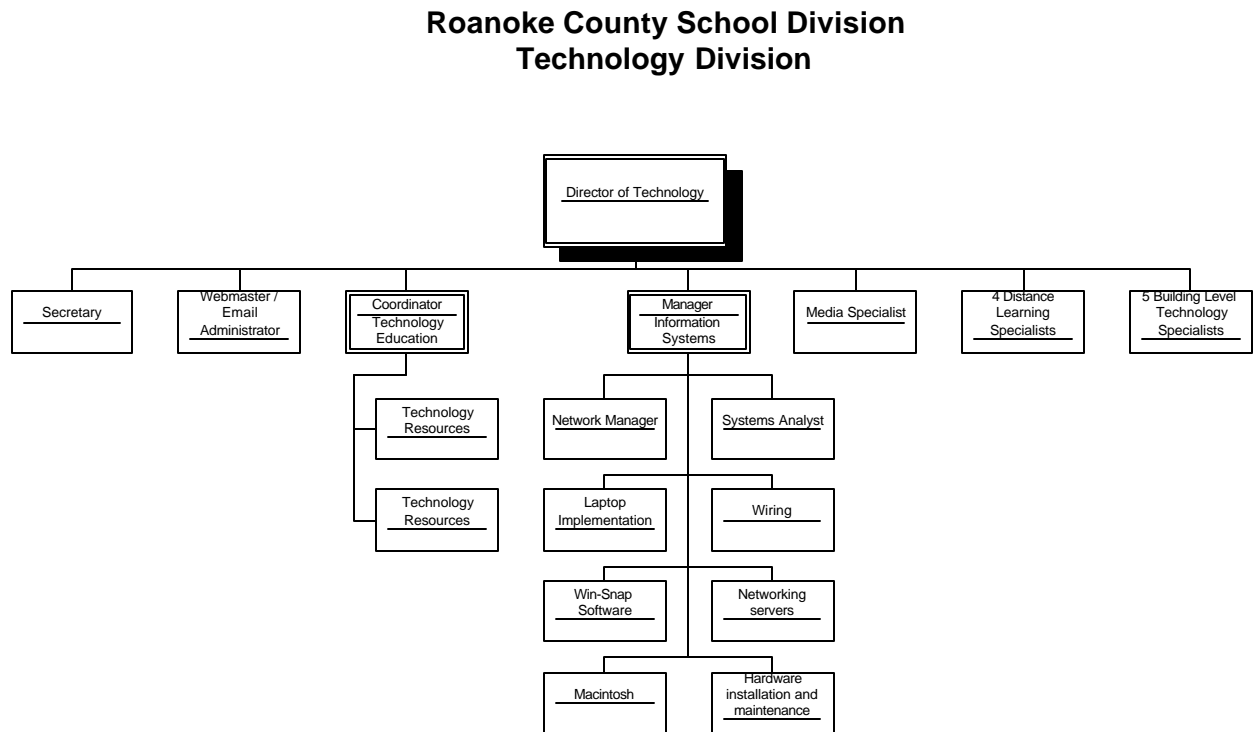 Roanoke County School Division
Technology Division
Director of Technology
Secretary
Webmaster /
Email
Administrator
Coordinator
Technology
Education
Manager
Information
Systems
Media Specialist
4 Distance
Learning
Specialists
5 Building Level
Technology
Specialists
Technology
Resources
Technology
Resources
Network Manager
Systems Analyst
Laptop
Implementation
Wiring
Win-Snap
Software
Networking
servers
Macintosh
Hardware
installation and
maintenance